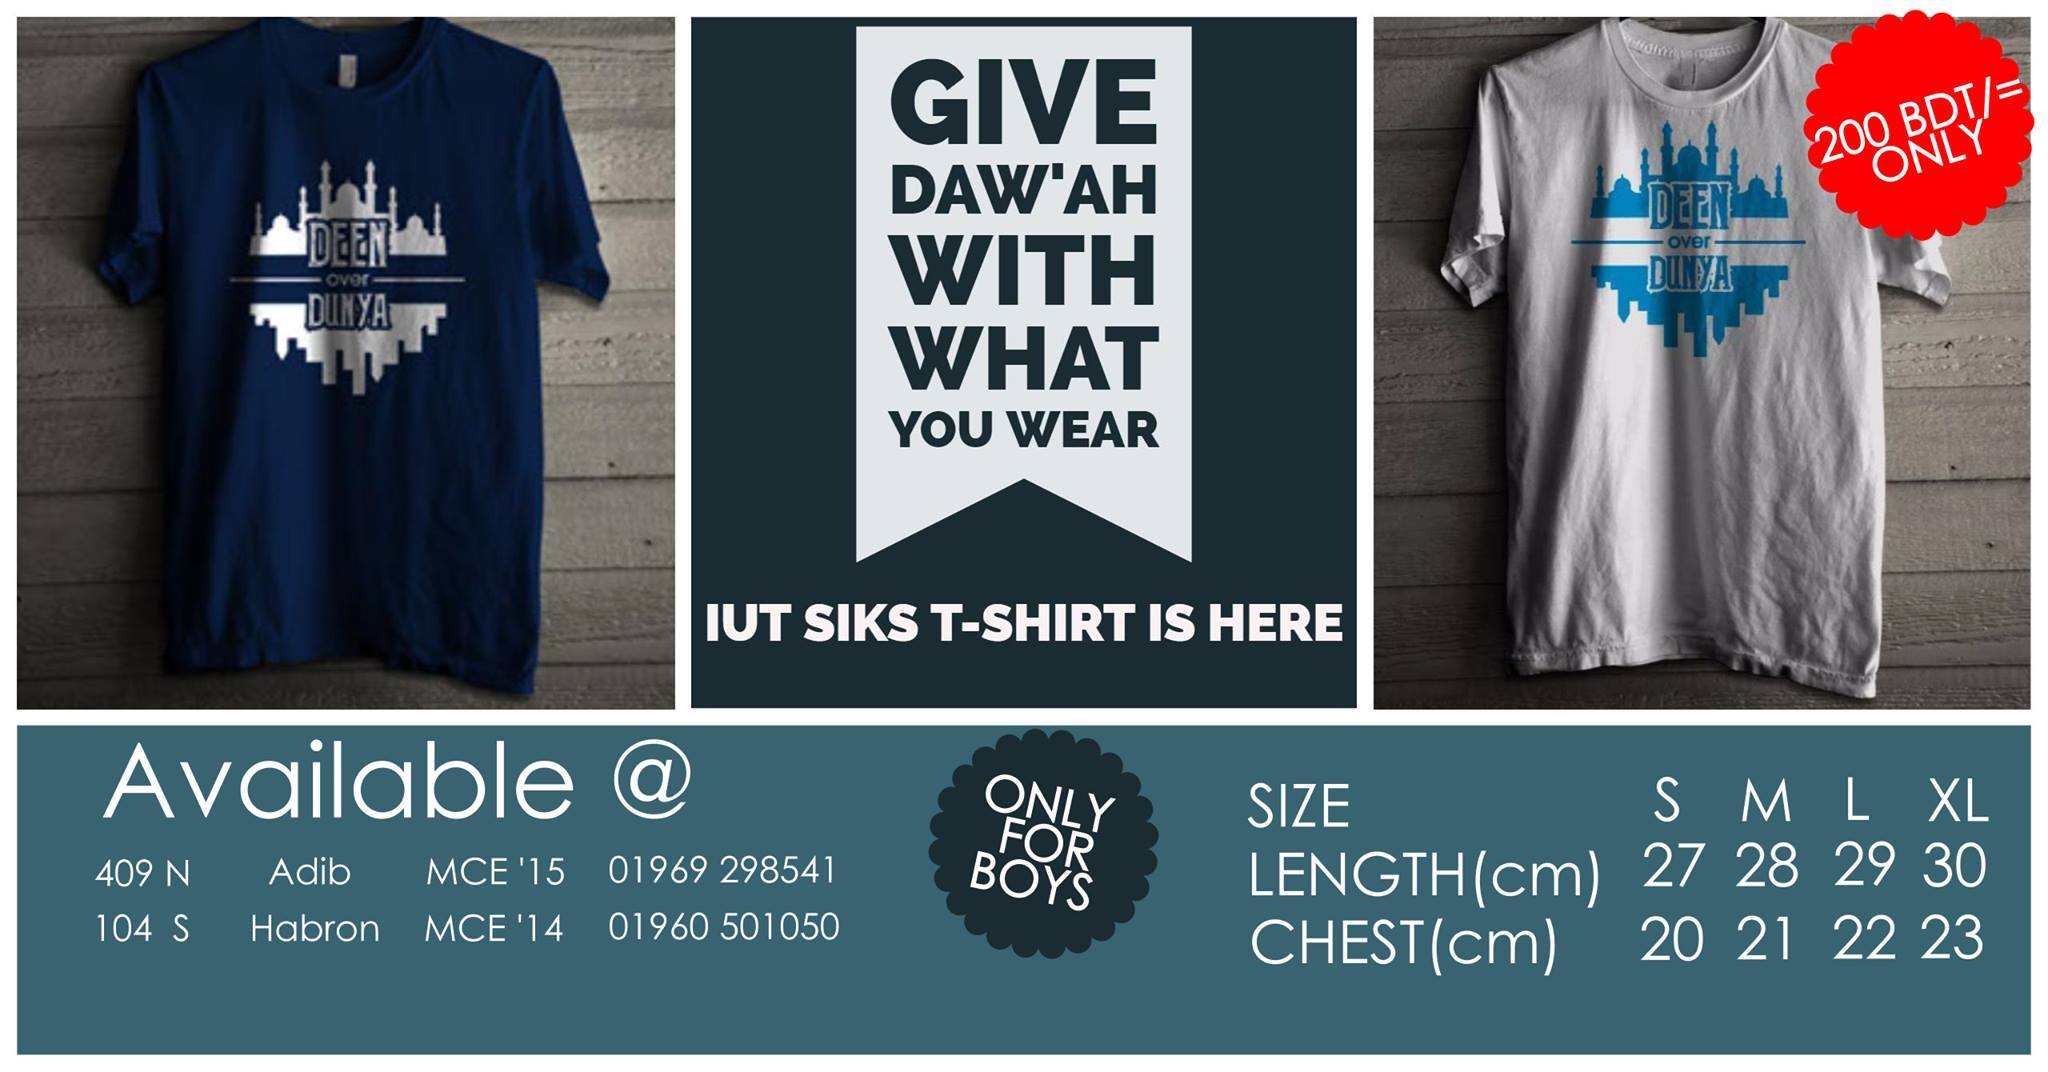 DEEN
over
DUNYA
GIVE
DAW'AH
WITH
WHAT
YOU WEAR
IUT SIKS T-SHIRT IS HERE
DEEN
over
DUNYA
200 BDT/=
ONLY
Available @
409 N Adib MCE '15 01969 298541
104 S Habron MCE '14 01960 501050
ONLY
FOR
BOYS
SIZE S M L XL
LENGTH(cm) 27 28 29 30
CHEST(cm) 20 21 22 23